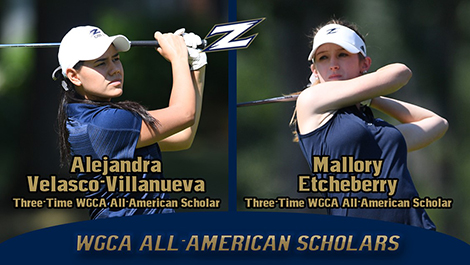 Z
Alejandra
Velasco Villanueva
Three-Time WGCA All-American Scholar
Mallory
Etcheberry
Three-Time WGCA All-American Scholar
WGCA ALL-AMERICAN SCHOLARS